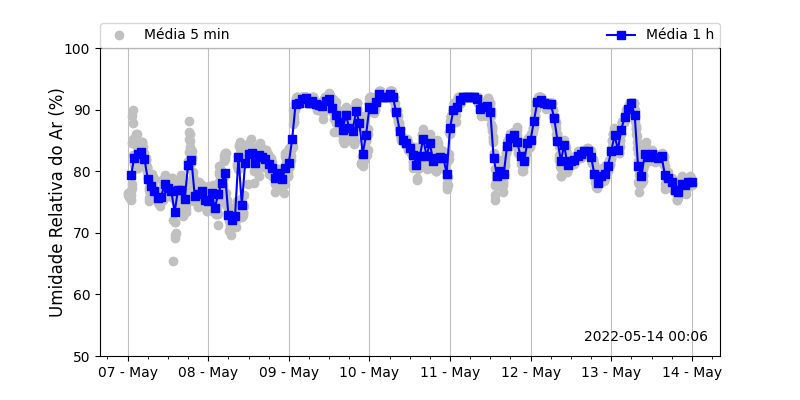 Média 5 min
Média 1 h
100
90
80
70
60
50
Umidade Relativa do Ar (%)
2022-05-14 00:06
07 - May
08 - May
09 - May
10 - May
11 - May
12 - May
13 - May
14 - May